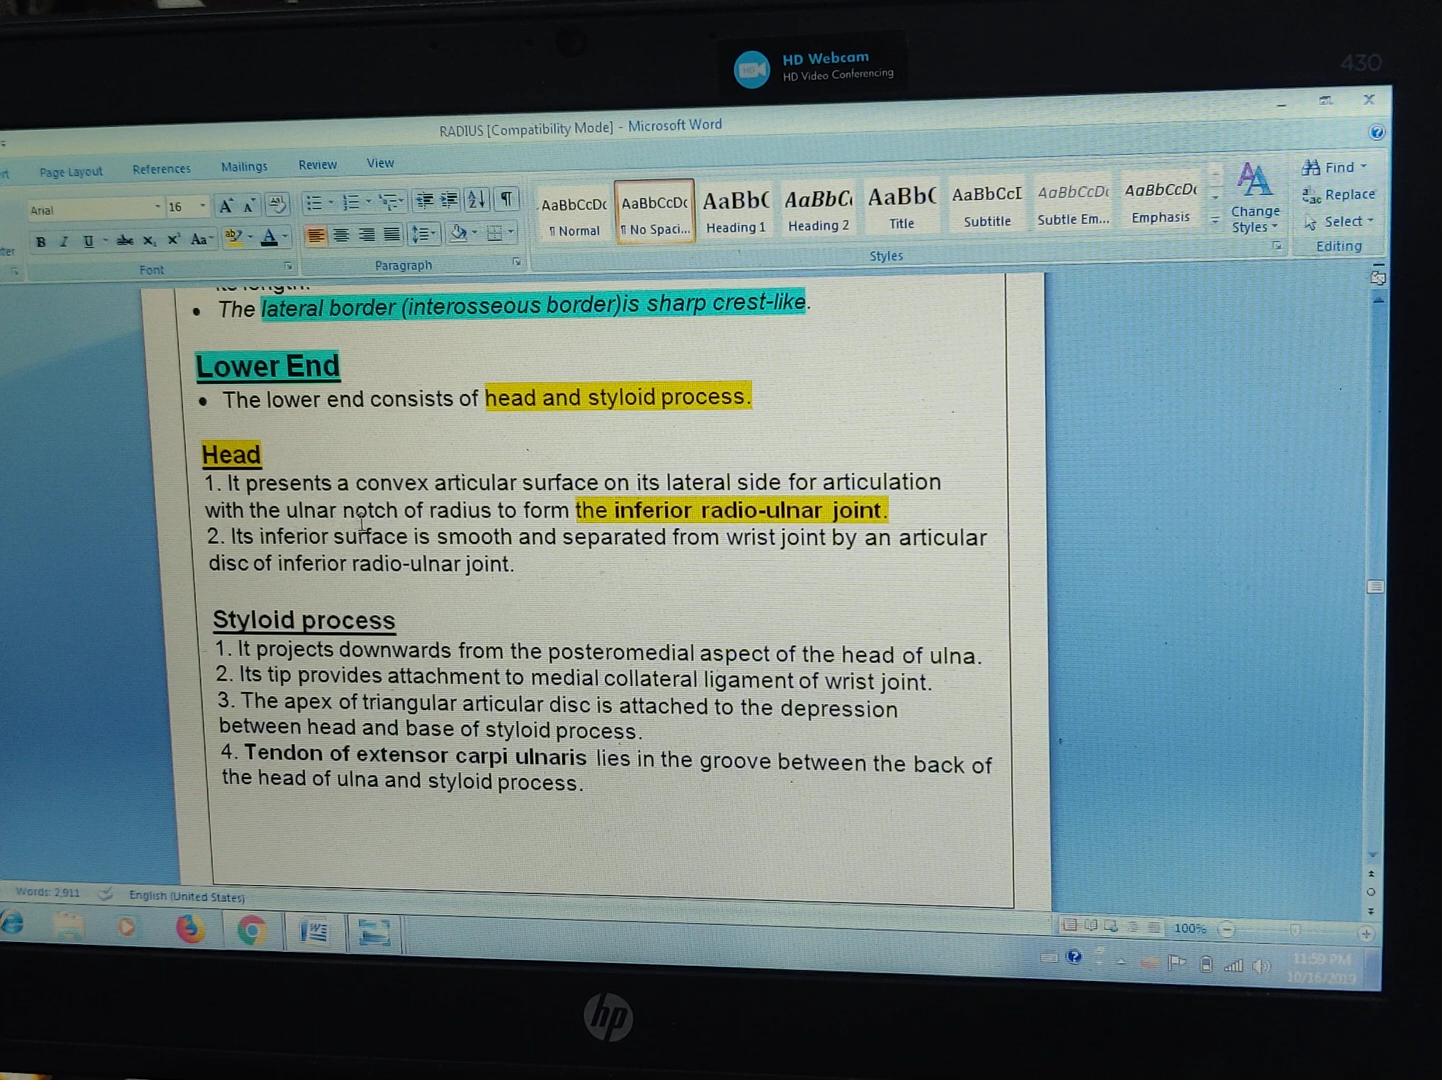 HD Webcam
HD Video Conferencing
430
RADIUS [Compatibility Mode] - Microsoft Word
Page Layout References Mailings Review View
Arial 16
AaBbCcDc AaBbCcDc AaBbC AaBbC AaBbC AaBbCcI AaBbCcDc AaBbCcDc
¶ Normal ¶ No Spaci... Heading 1 Heading 2 Title Subtitle Subtle Em... Emphasis
Change Styles
Find
Replace
Select
Font Paragraph Styles Editing
its length.
• The lateral border (interosseous border)is sharp crest-like.
Lower End
• The lower end consists of head and styloid process.
Head
1. It presents a convex articular surface on its lateral side for articulation
with the ulnar notch of radius to form the inferior radio-ulnar joint.
2. Its inferior surface is smooth and separated from wrist joint by an articular
disc of inferior radio-ulnar joint.
Styloid process
1. It projects downwards from the posteromedial aspect of the head of ulna.
2. Its tip provides attachment to medial collateral ligament of wrist joint.
3. The apex of triangular articular disc is attached to the depression
between head and base of styloid process.
4. Tendon of extensor carpi ulnaris lies in the groove between the back of
the head of ulna and styloid process.
Words: 2,911 English (United States)
100%
11:59 PM
10/16/2019
hp